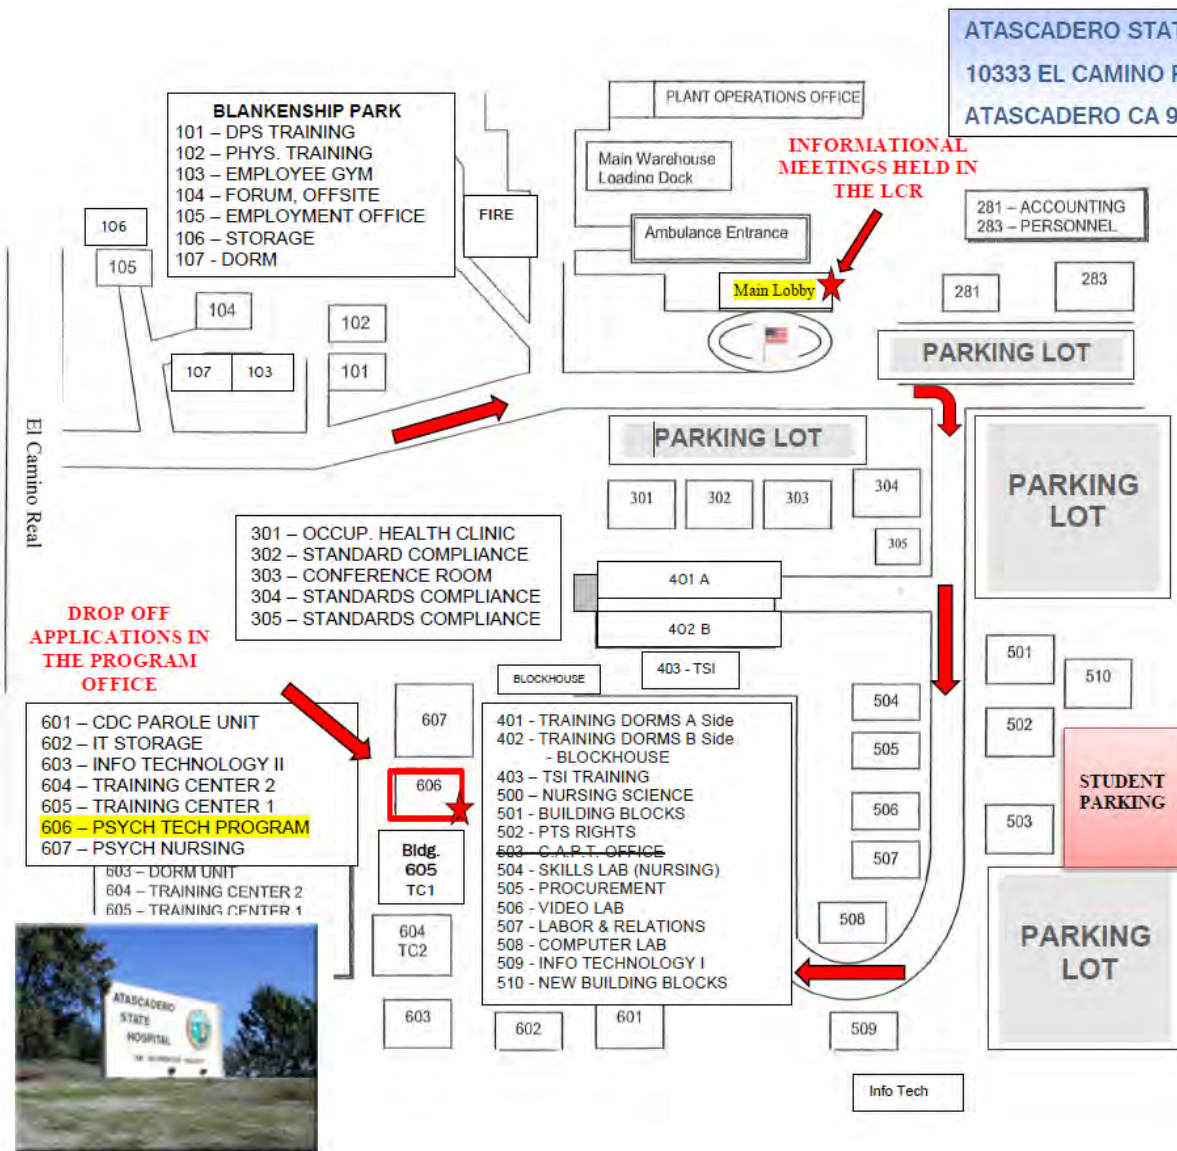 ATASCADERO STAT
10333 EL CAMINO R
ATASCADERO CA 9
PLANT OPERATIONS OFFICE
BLANKENSHIP PARK
101 – DPS TRAINING
102 – PHYS. TRAINING
103 – EMPLOYEE GYM
104 – FORUM, OFFSITE
105 – EMPLOYMENT OFFICE
106 – STORAGE
107 - DORM
INFORMATIONAL
MEETINGS HELD IN
THE LCR
Main Warehouse
Loading Dock
FIRE
281 – ACCOUNTING
283 – PERSONNEL
Ambulance Entrance
106
105
Main Lobby
281
283
104
102
PARKING LOT
107
103
101
El Camino Real
PARKING LOT
PARKING
LOT
301
302
303
304
305
301 – OCCUP. HEALTH CLINIC
302 – STANDARD COMPLIANCE
303 – CONFERENCE ROOM
304 – STANDARDS COMPLIANCE
305 – STANDARDS COMPLIANCE
401 A
402 B
403 - TSI
BLOCKHOUSE
DROP OFF
APPLICATIONS IN
THE PROGRAM
OFFICE
501
510
502
503
STUDENT
PARKING
504
505
506
507
508
601 – CDC PAROLE UNIT
602 – IT STORAGE
603 – INFO TECHNOLOGY II
604 – TRAINING CENTER 2
605 – TRAINING CENTER 1
606 – PSYCH TECH PROGRAM
607 – PSYCH NURSING
603 – DORM UNIT
604 – TRAINING CENTER 2
605 – TRAINING CENTER 1
607
606
Bldg.
605
TC1
604
TC2
603
401 - TRAINING DORMS A Side
402 - TRAINING DORMS B Side
- BLOCKHOUSE
403 – TSI TRAINING
500 – NURSING SCIENCE
501 - BUILDING BLOCKS
502 - PTS RIGHTS
503 - C.A.P.T. OFFICE
504 – SKILLS LAB (NURSING)
505 - PROCUREMENT
506 - VIDEO LAB
507 - LABOR & RELATIONS
508 - COMPUTER LAB
509 - INFO TECHNOLOGY I
510 - NEW BUILDING BLOCKS
602
601
509
PARKING
LOT
Info Tech
ATASCADERO
STATE
HOSPITAL